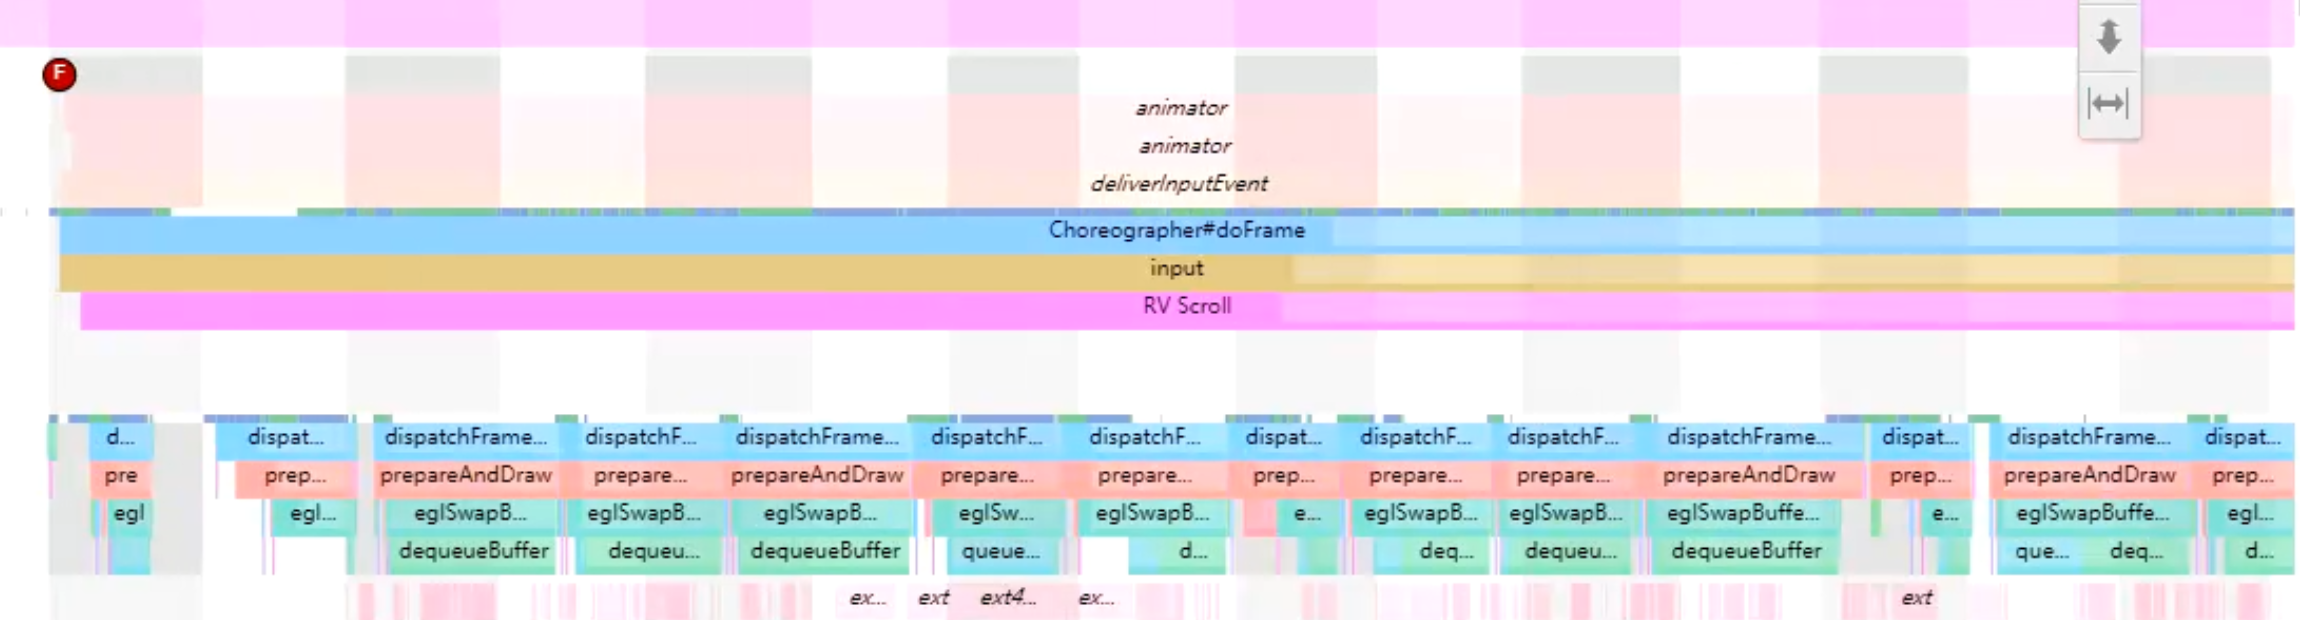 F
animator
animator
deliverInputEvent
Choreographer#doFrame
input
RV Scroll
d... dispat... dispatchFrame... dispatchF... dispatchFrame... dispatchF... dispatchF... dispat... dispatchF... dispatchF... dispatchFrame... dispat... dispatchFrame... dispat...
pre prep... prepareAndDraw prepare... prepareAndDraw prepare... prepare... prep... prepare... prepare... prepareAndDraw prep... prepareAndDraw prep...
egl egl... eglSwapB... eglSwapB... eglSwapB... eglSw... eglSwapB... e... eglSwapB... eglSwapB... eglSwapBuffe... e... eglSwapBuffe... egl...
dequeueBuffer dequeu... dequeueBuffer queue... d... deq... dequeu... dequeueBuffer que... deq... d...
ex... ext ext4... ex... ext